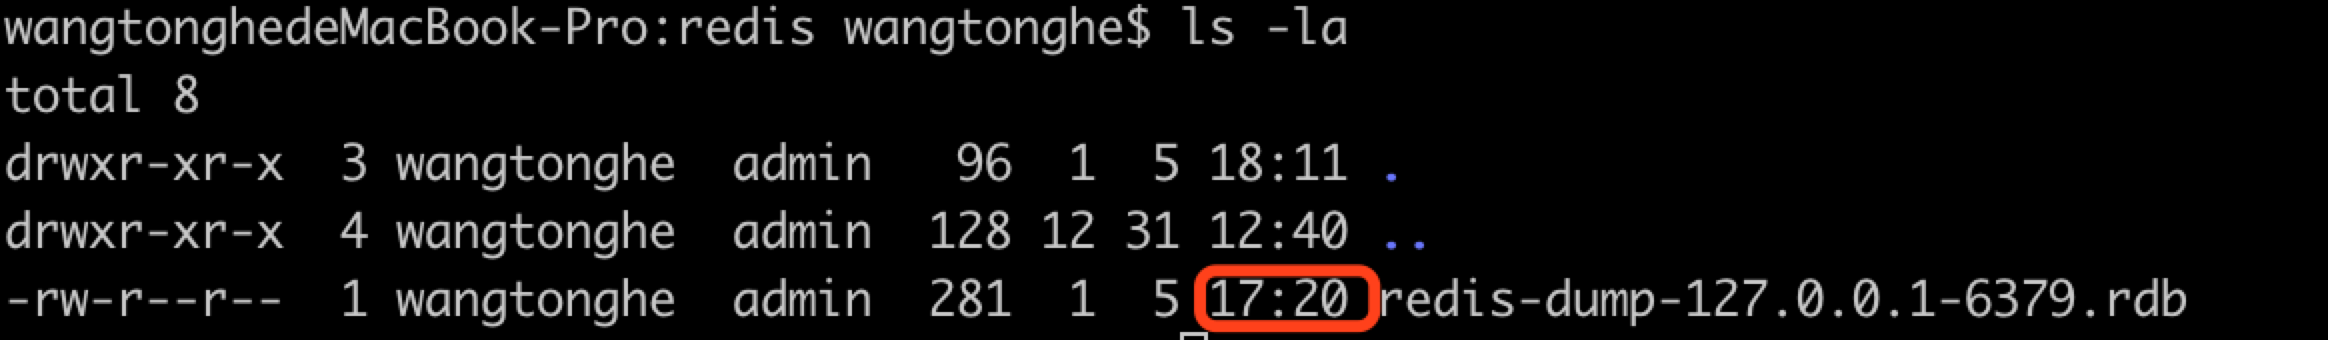 wangtonghedeMacBook-Pro:redis wangtonghe$ ls -la
total 8
drwxr-xr-x  3 wangtonghe  admin   96  1  5 18:11 .
drwxr-xr-x  4 wangtonghe  admin  128 12 31 12:40 ..
-rw-r--r--  1 wangtonghe  admin  281  1  5 17:20 redis-dump-127.0.0.1-6379.rdb